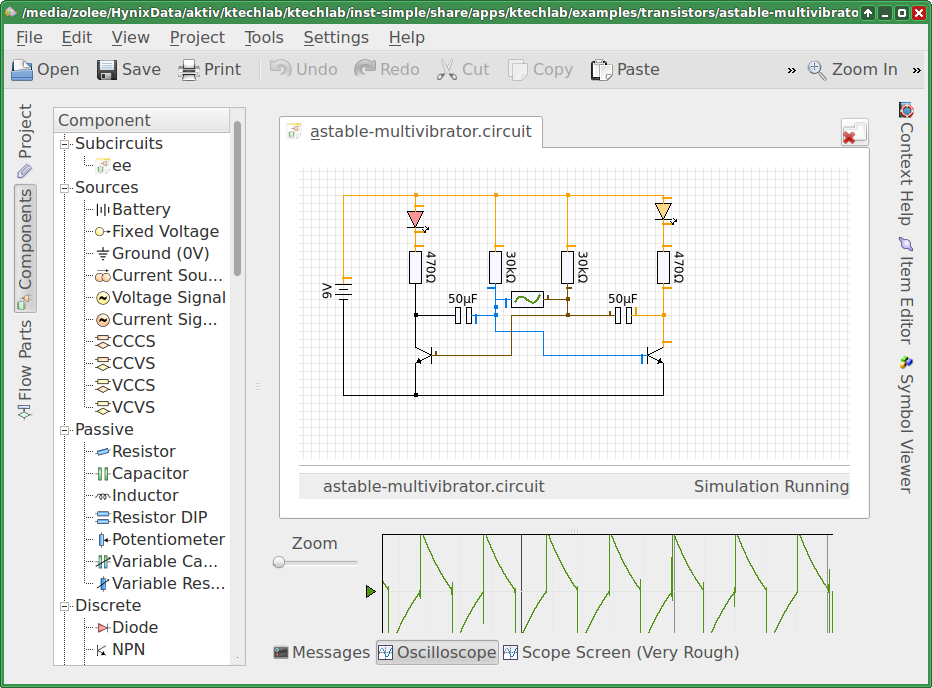 /media/zolee/HynixData/aktiv/ktechlab/ktechlab/inst-simple/share/apps/ktechlab/examples/transistors/astable-multivibrato
File Edit View Project Tools Settings Help
Open Save Print Undo Redo Cut Copy Paste » Zoom In »
Project
Components
Flow Parts
Component
Subcircuits
ee
Sources
Battery
Fixed Voltage
Ground (0V)
Current Sou...
Voltage Signal
Current Sig...
CCCS
CCVS
VCCS
VCVS
Passive
Resistor
Capacitor
Inductor
Resistor DIP
Potentiometer
Variable Ca...
Variable Res...
Discrete
Diode
NPN
astable-multivibrator.circuit
470Ω 30kΩ 30kΩ 470Ω
9V
50μF 50μF
astable-multivibrator.circuit Simulation Running
Zoom
Messages Oscilloscope Scope Screen (Very Rough)
Context Help
Item Editor
Symbol Viewer